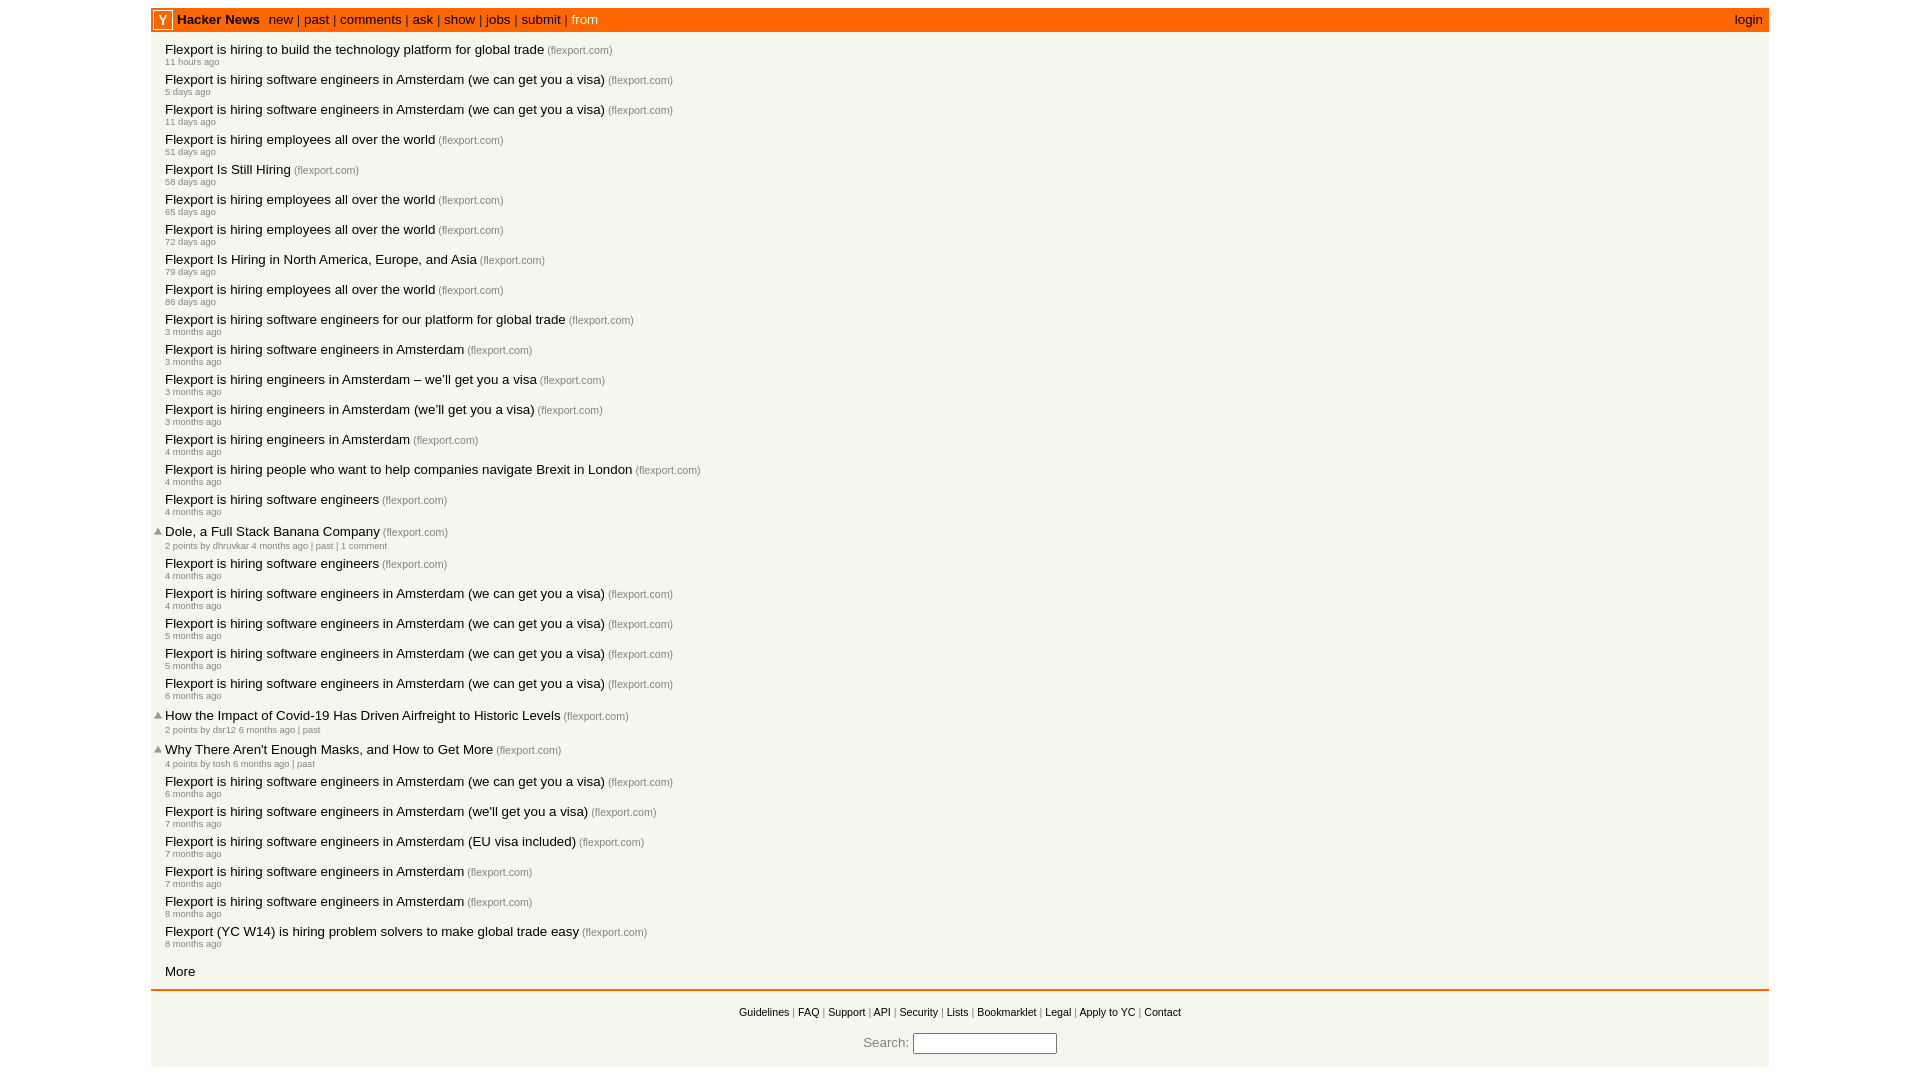 Y Hacker News new | past | comments | ask | show | jobs | submit | from login
Flexport is hiring to build the technology platform for global trade (flexport.com)
11 hours ago
Flexport is hiring software engineers in Amsterdam (we can get you a visa) (flexport.com)
5 days ago
Flexport is hiring software engineers in Amsterdam (we can get you a visa) (flexport.com)
11 days ago
Flexport is hiring employees all over the world (flexport.com)
51 days ago
Flexport Is Still Hiring (flexport.com)
58 days ago
Flexport is hiring employees all over the world (flexport.com)
65 days ago
Flexport is hiring employees all over the world (flexport.com)
72 days ago
Flexport Is Hiring in North America, Europe, and Asia (flexport.com)
79 days ago
Flexport is hiring employees all over the world (flexport.com)
86 days ago
Flexport is hiring software engineers for our platform for global trade (flexport.com)
3 months ago
Flexport is hiring software engineers in Amsterdam (flexport.com)
3 months ago
Flexport is hiring engineers in Amsterdam – we’ll get you a visa (flexport.com)
3 months ago
Flexport is hiring engineers in Amsterdam (we’ll get you a visa) (flexport.com)
3 months ago
Flexport is hiring engineers in Amsterdam (flexport.com)
4 months ago
Flexport is hiring people who want to help companies navigate Brexit in London (flexport.com)
4 months ago
Flexport is hiring software engineers (flexport.com)
4 months ago
Dole, a Full Stack Banana Company (flexport.com)
2 points by dhruvkar 4 months ago | past | 1 comment
Flexport is hiring software engineers (flexport.com)
4 months ago
Flexport is hiring software engineers in Amsterdam (we can get you a visa) (flexport.com)
4 months ago
Flexport is hiring software engineers in Amsterdam (we can get you a visa) (flexport.com)
5 months ago
Flexport is hiring software engineers in Amsterdam (we can get you a visa) (flexport.com)
5 months ago
Flexport is hiring software engineers in Amsterdam (we can get you a visa) (flexport.com)
6 months ago
How the Impact of Covid-19 Has Driven Airfreight to Historic Levels (flexport.com)
2 points by dsr12 6 months ago | past
Why There Aren't Enough Masks, and How to Get More (flexport.com)
4 points by tosh 6 months ago | past
Flexport is hiring software engineers in Amsterdam (we can get you a visa) (flexport.com)
6 months ago
Flexport is hiring software engineers in Amsterdam (we'll get you a visa) (flexport.com)
7 months ago
Flexport is hiring software engineers in Amsterdam (EU visa included) (flexport.com)
7 months ago
Flexport is hiring software engineers in Amsterdam (flexport.com)
7 months ago
Flexport is hiring software engineers in Amsterdam (flexport.com)
8 months ago
Flexport (YC W14) is hiring problem solvers to make global trade easy (flexport.com)
8 months ago
More
Guidelines | FAQ | Support | API | Security | Lists | Bookmarklet | Legal | Apply to YC | Contact
Search: